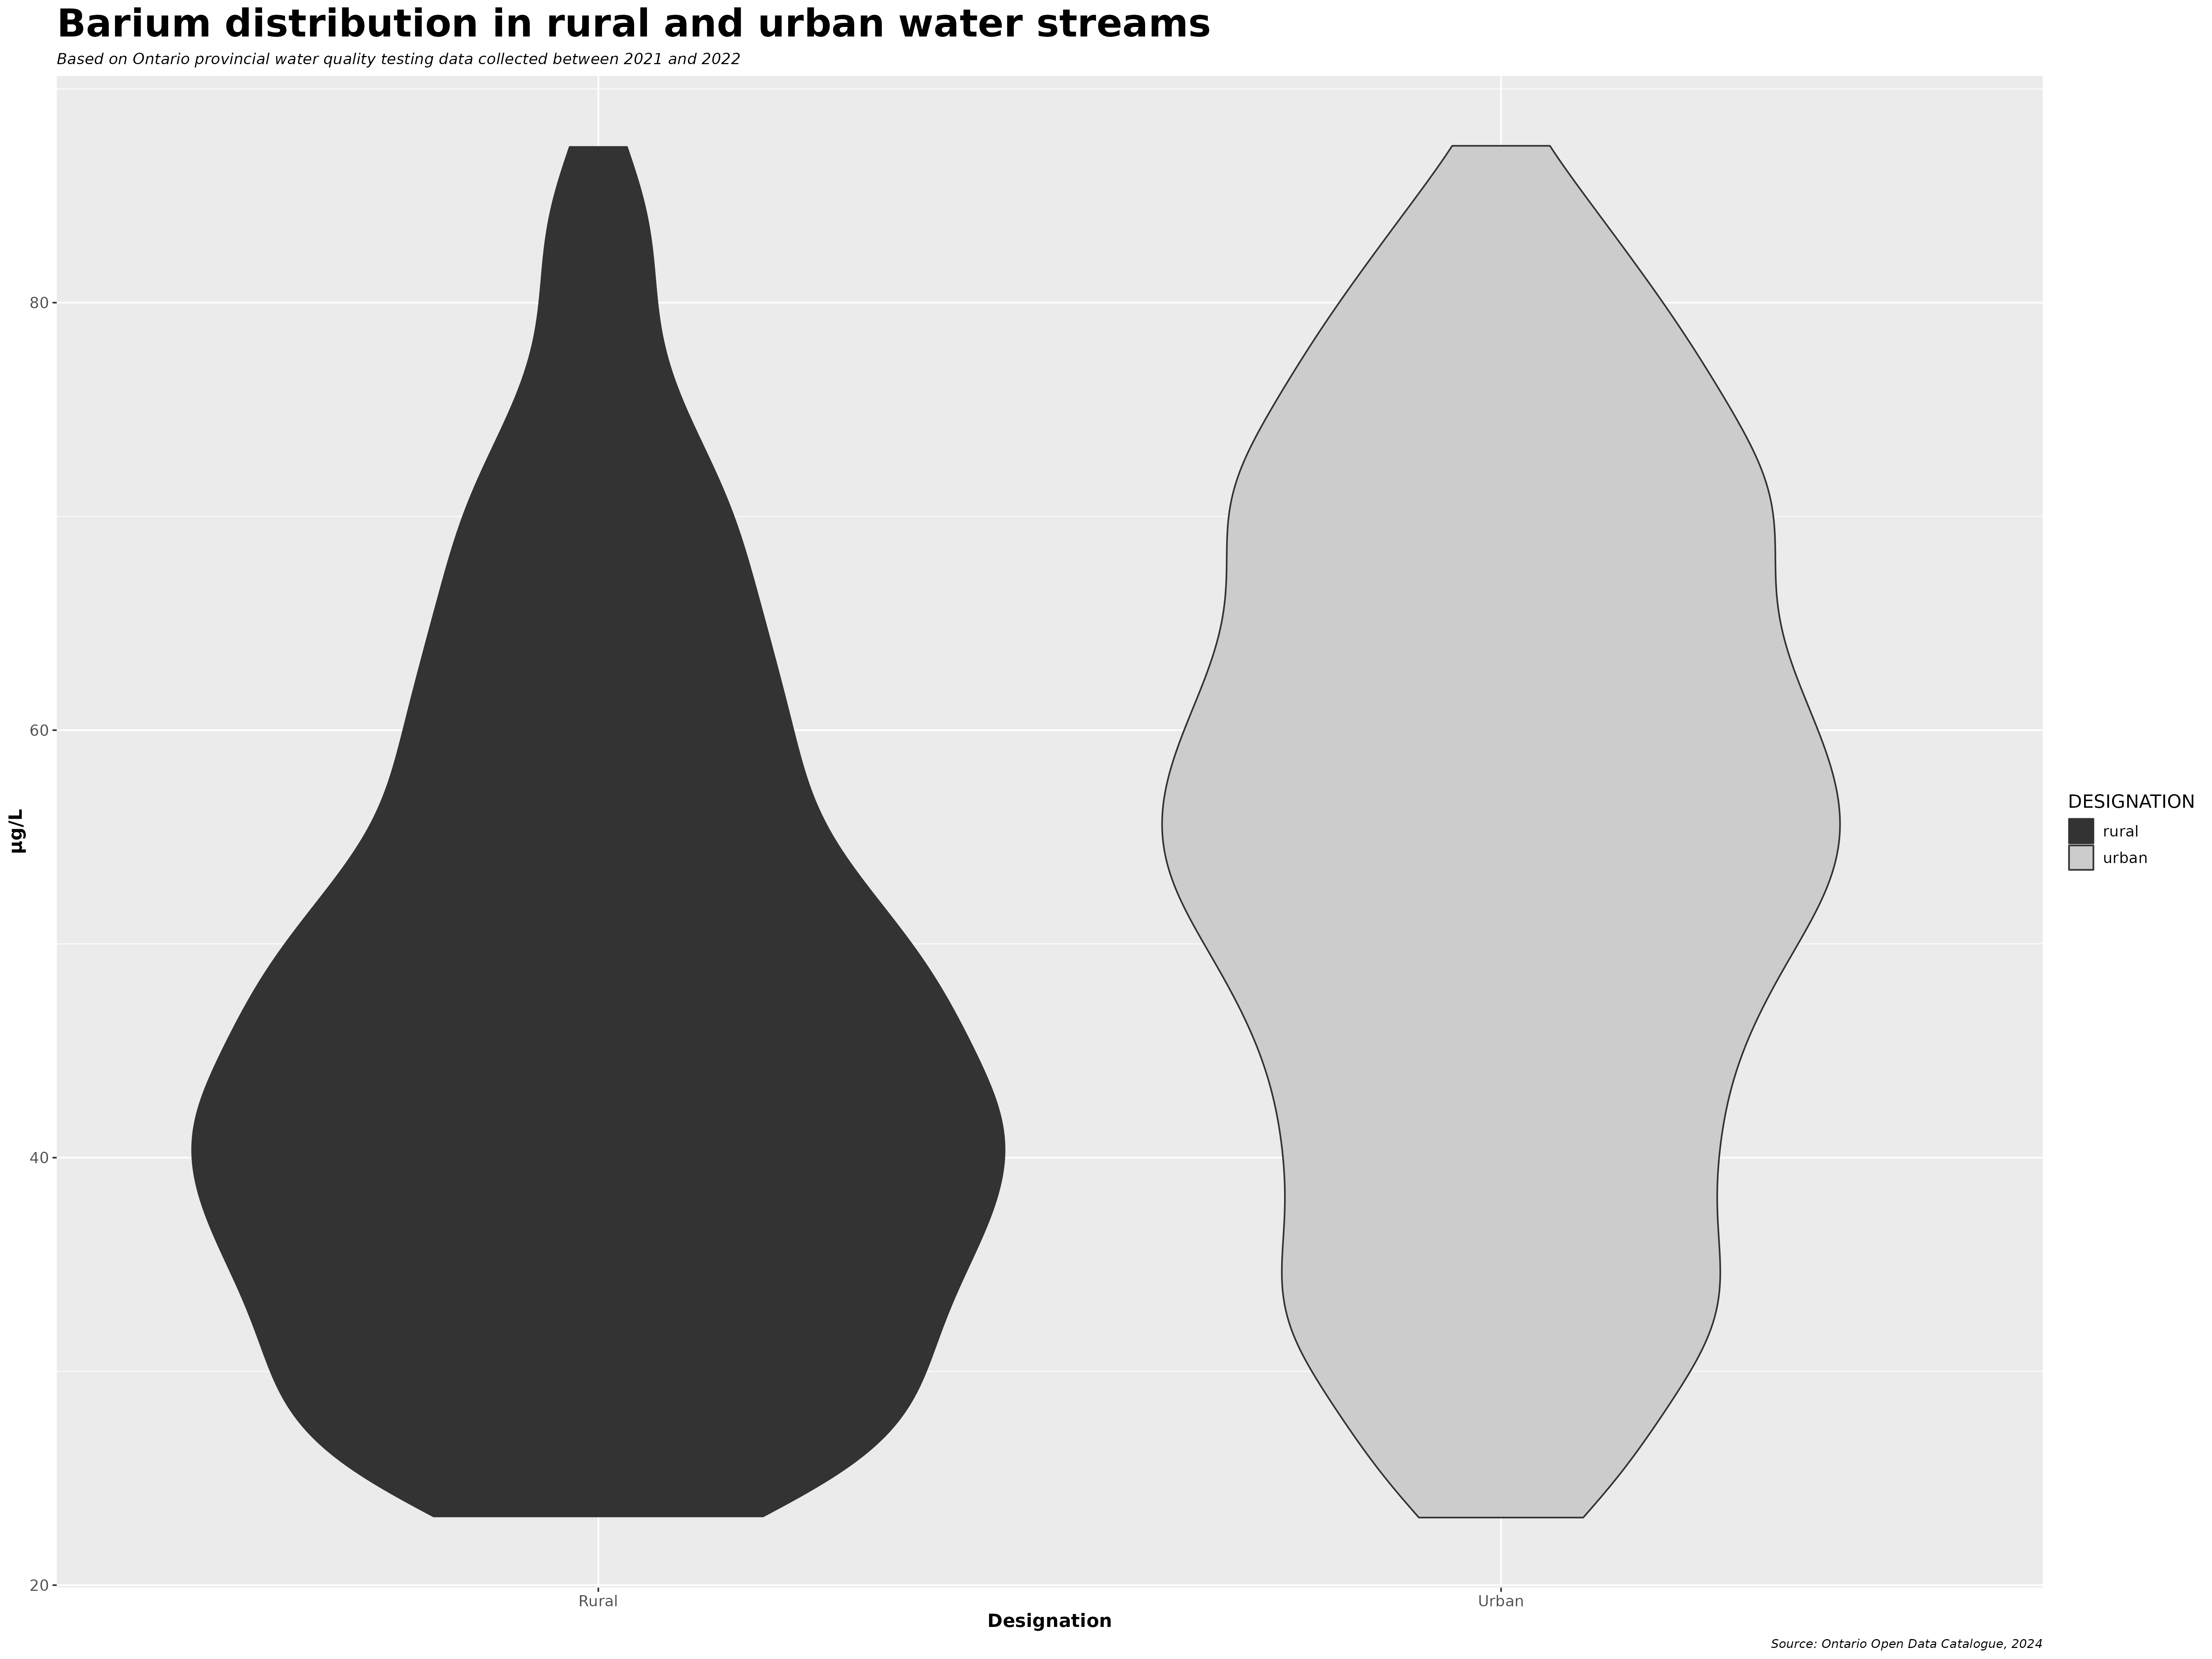 Barium distribution in rural and urban water streams
Based on Ontario provincial water quality testing data collected between 2021 and 2022
80
60
40
20
µg/L
Rural
Urban
Designation
DESIGNATION
rural
urban
Source: Ontario Open Data Catalogue, 2024